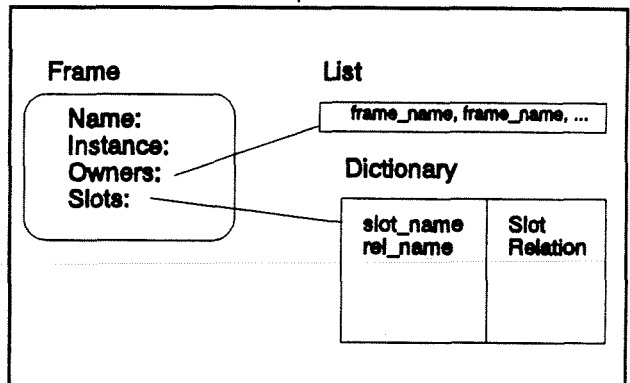 Frame
Name:
Instance:
Owners:
Slots:
List
frame_name, frame_name, ...
Dictionary
slot_name
rel_name
Slot
Relation